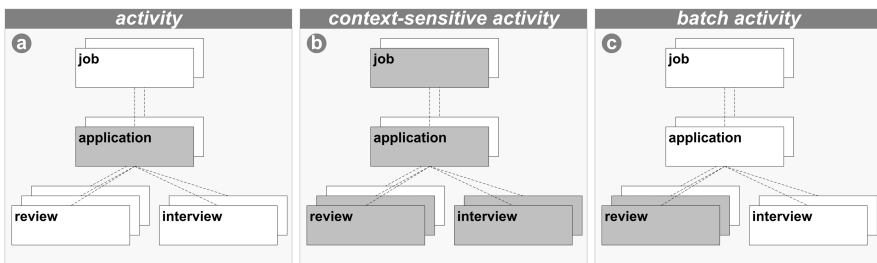 activity
a
job
application
review interview
context-sensitive activity
b
job
application
review interview
batch activity
c
job
application
review interview